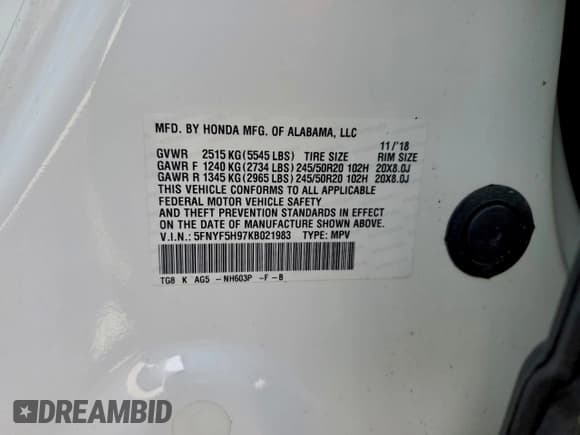 MFD. BY HONDA MFG. OF ALABAMA, LLC
11/'18
GVWR 2515 KG (5545 LBS) TIRE SIZE RIM SIZE
GAWR F 1240 KG (2734 LBS) 245/50R20 102H 20X8.0J
GAWR R 1345 KG (2965 LBS) 245/50R20 102H 20X8.0J
THIS VEHICLE CONFORMS TO ALL APPLICABLE
FEDERAL MOTOR VEHICLE SAFETY
AND THEFT PREVENTION STANDARDS IN EFFECT
ON THE DATE OF MANUFACTURE SHOWN ABOVE.
V.I.N.: 5FNYF5H97KB021983 TYPE: MPV
TG8 K AG5 -NH603P -F-B
DREAMBID